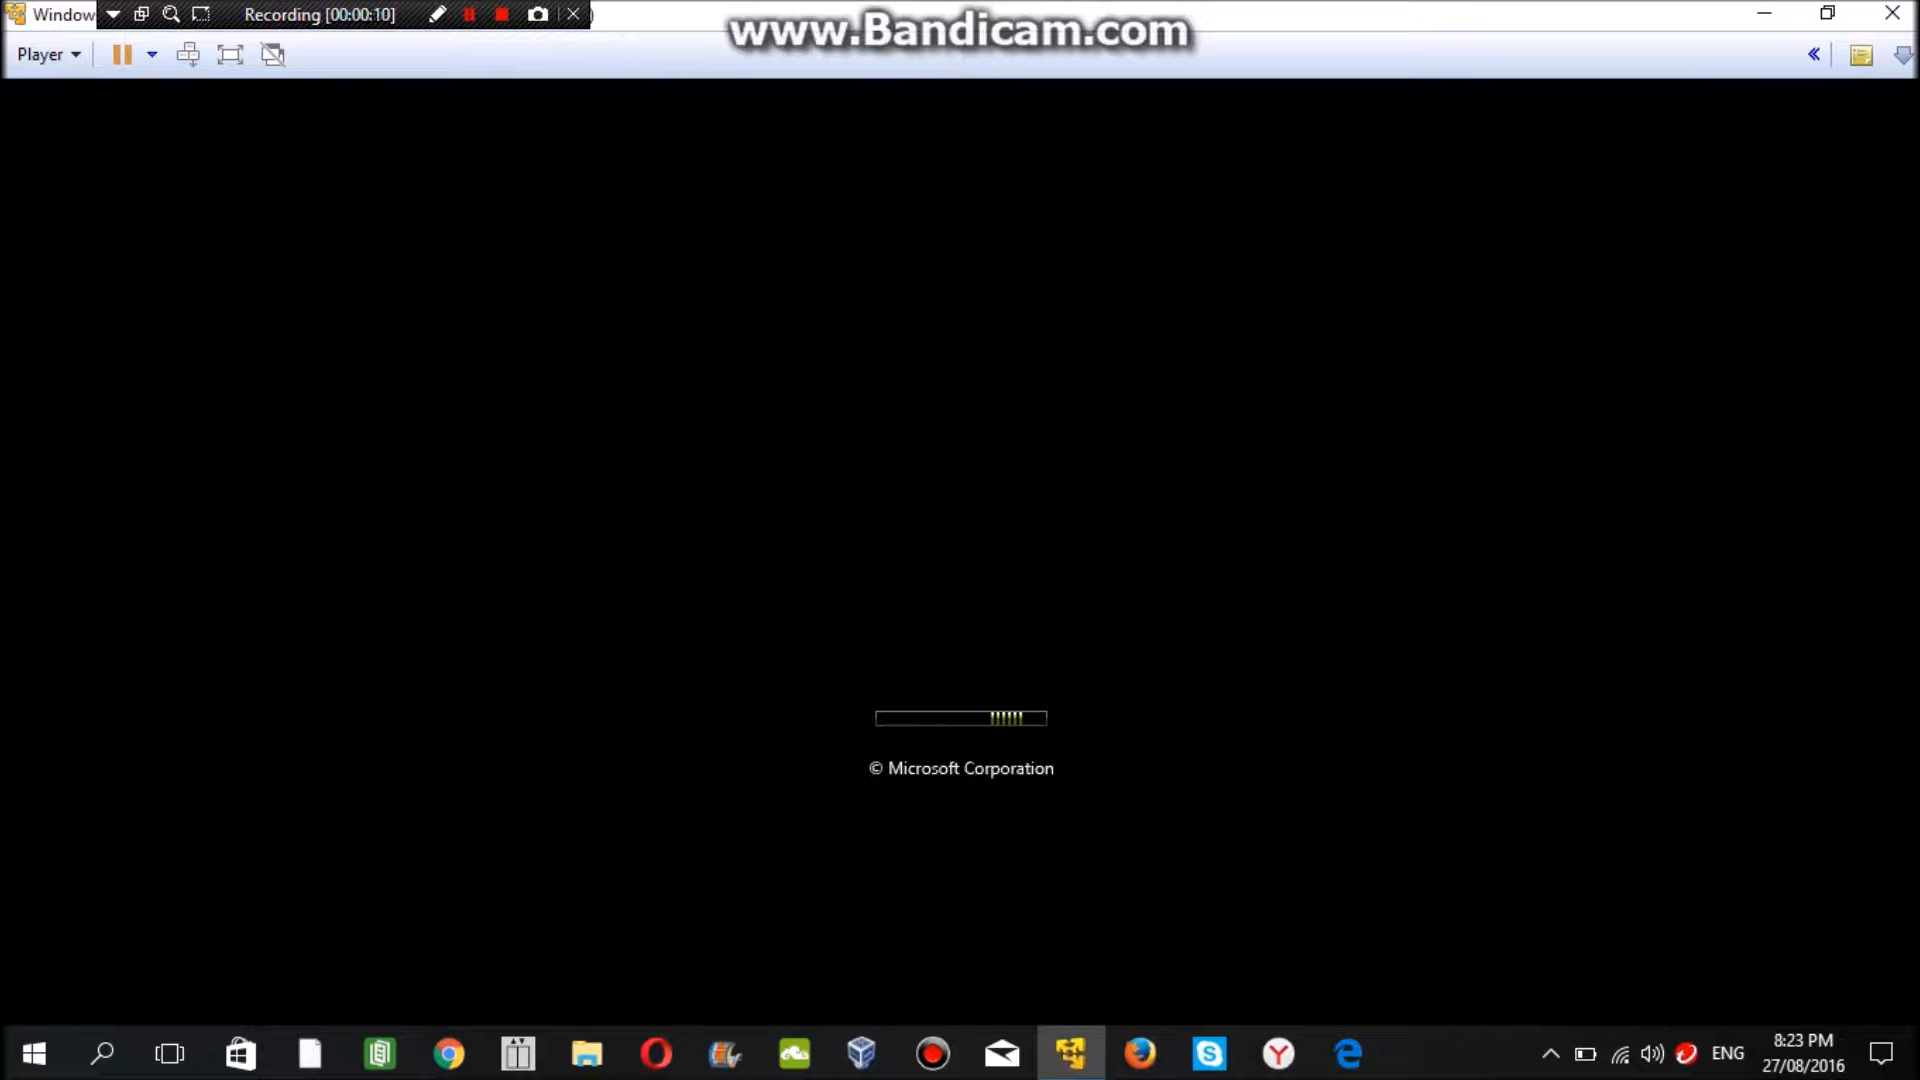 Window
Recording [00:00:10]
www.Bandicam.com
Player
© Microsoft Corporation
ENG
8:23 PM
27/08/2016